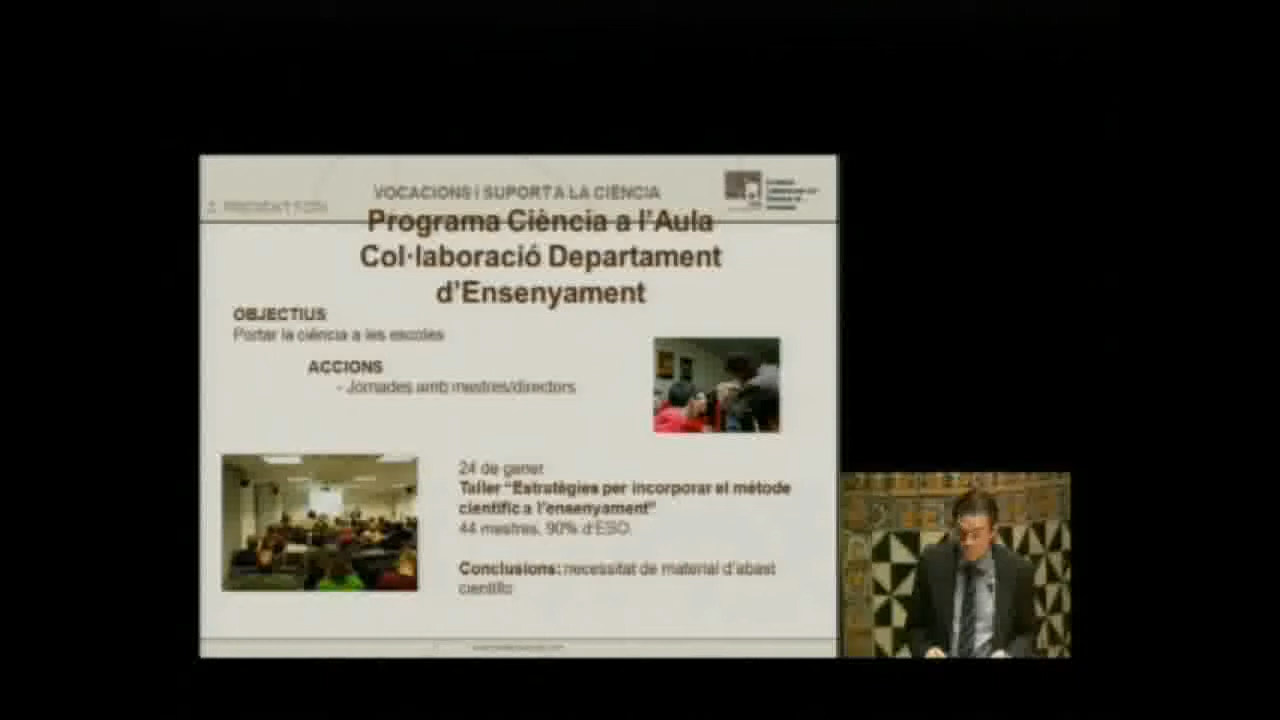 VOCACIONS I SUPORT A LA CIÈNCIA
Programa Ciència a l'Aula
Col·laboració Departament
d'Ensenyament
OBJECTIUS
Portar la ciència a les escoles
ACCIONS
- Jornades amb mestres/directors
24 de gener
Taller "Estratègies per incorporar el mètode
científic a l'ensenyament"
44 mestres, 90% d'ESO.
Conclusions: necessitat de material d'abast
científic